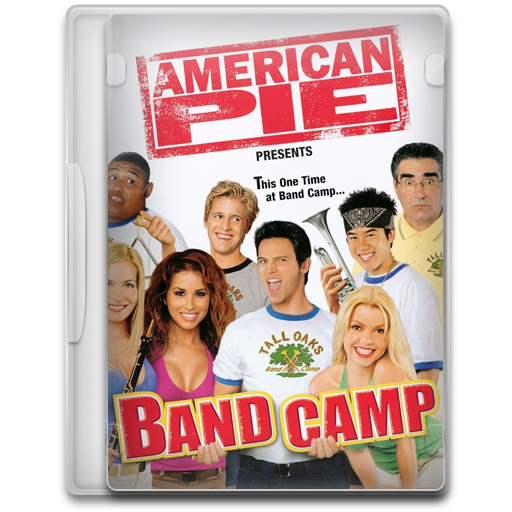 AMERICAN
PIE
PRESENTS
This One Time
at Band Camp...
TALL OAKS
Band Camp
BAND CAMP